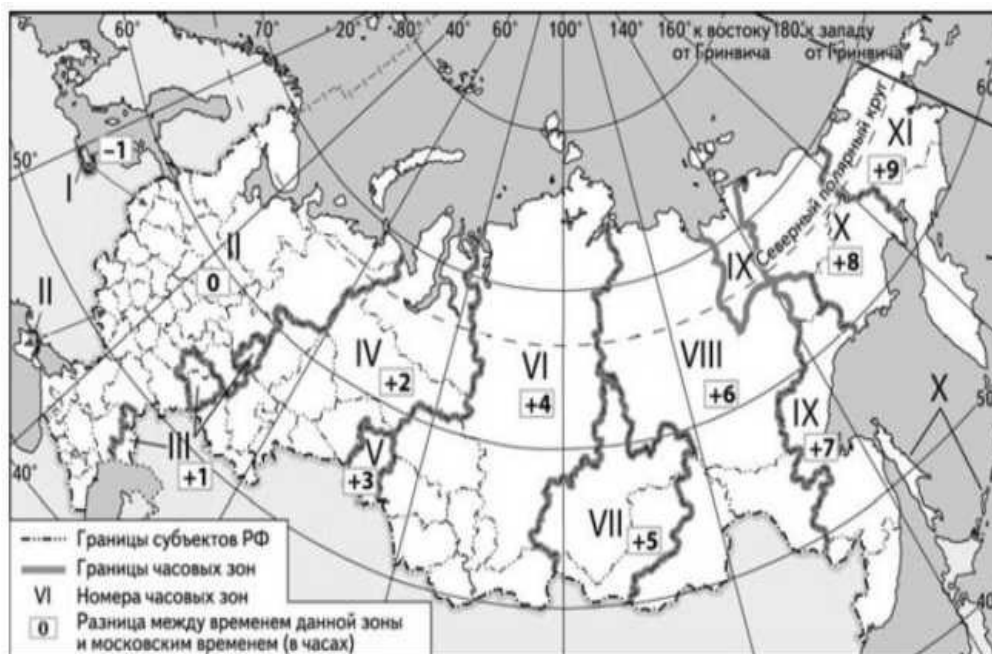 60°
70°
20°
40°
60°
80°
100°
120°
140°
160° к востоку
от Гринвича
180° к западу
от Гринвича
60°
50°
50°
40°
40°
Северный полярный круг
I
-1
II
0
II
III
+1
IV
+2
V
+3
VI
+4
VII
+5
VIII
+6
IX
IX
+7
X
+8
X
XI
+9
Границы субъектов РФ
Границы часовых зон
VI Номера часовых зон
0 Разница между временем данной зоны
и московским временем (в часах)